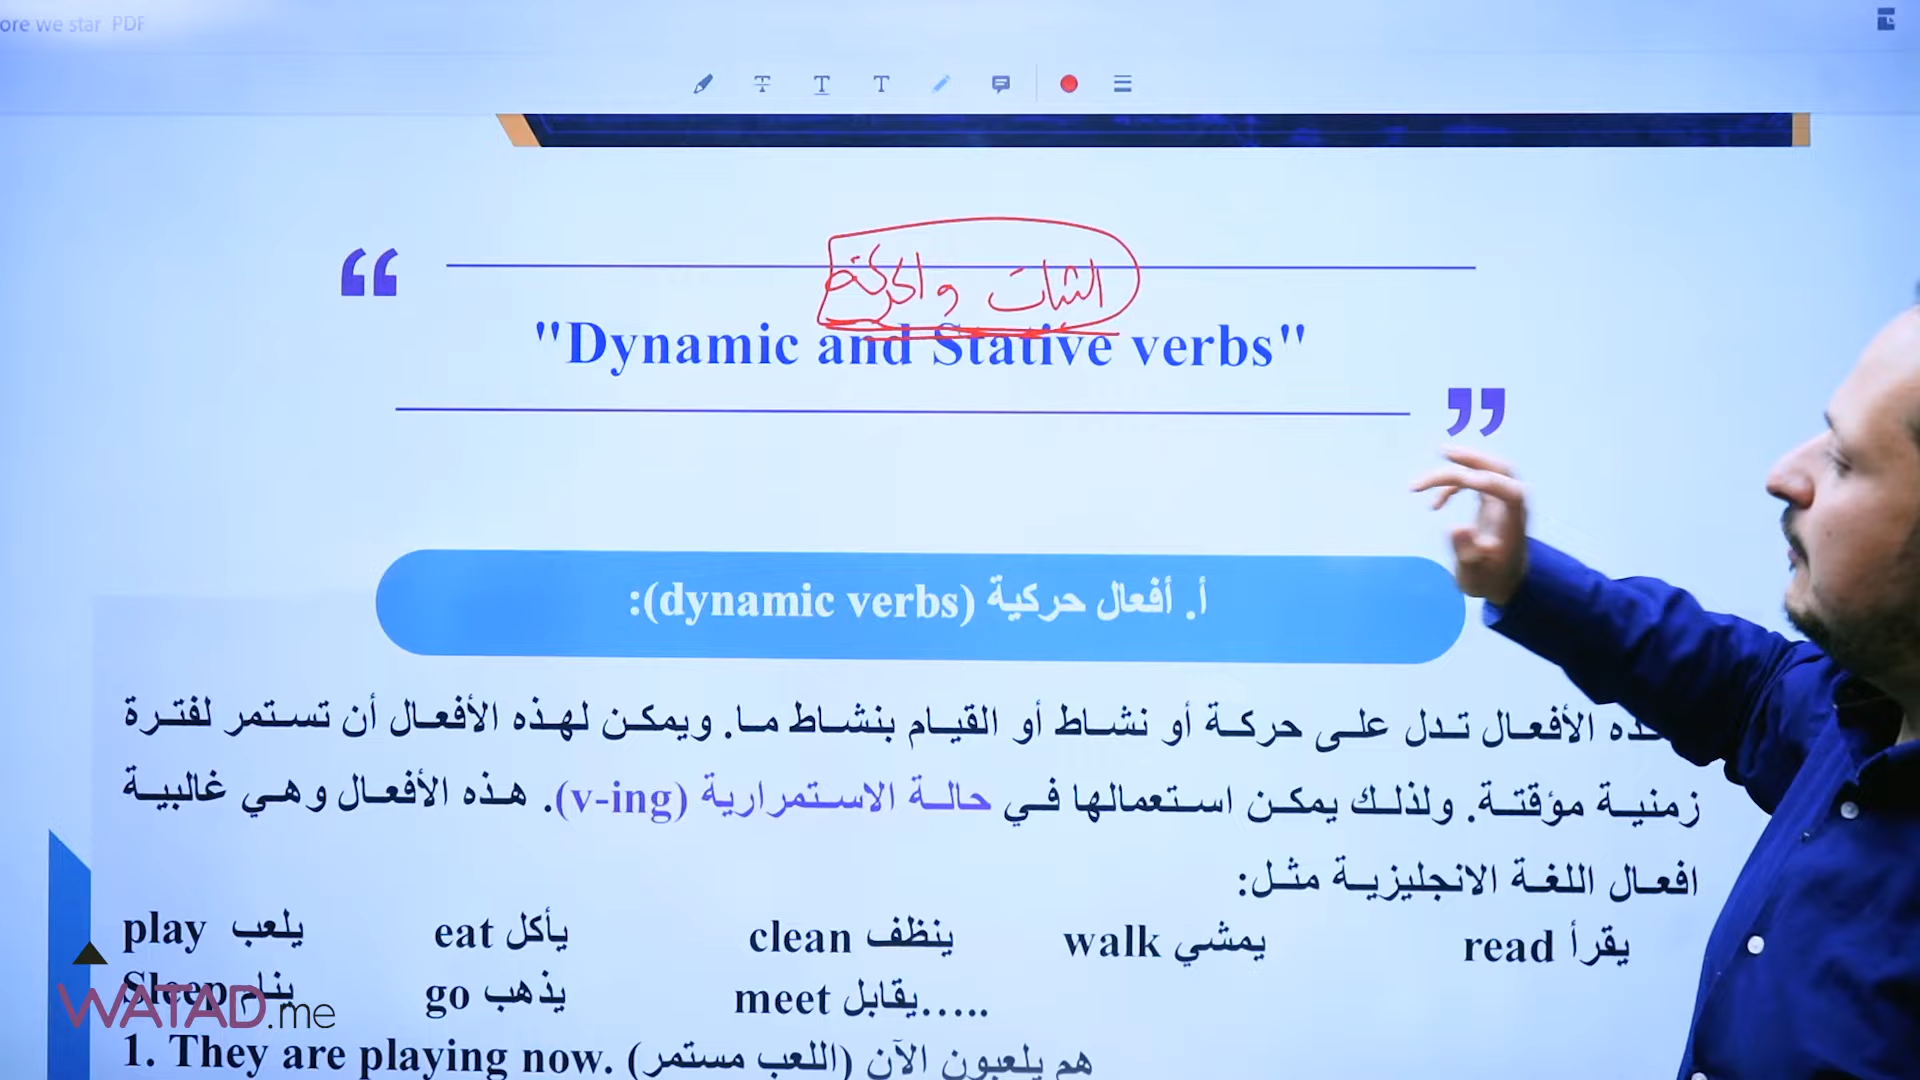 ore we star PDF
الثبات والحركة
"Dynamic and Stative verbs"
أ. أفعال حركية (dynamic verbs):
ذه الأفعال تدل على حركة أو نشاط أو القيام بنشاط ما. ويمكن لهذه الأفعال أن تستمر لفترة
زمنية مؤقتة. ولذلك يمكن استعمالها في حالة الاستمرارية (v-ing). هذه الأفعال وهي غالبية
افعال اللغة الانجليزية مثل:
play يلعب eat يأكل clean ينظف walk يمشي read يقرأ
Sleep ينام go يذهب meet يقابل.....
WATAD.me
1. They are playing now. (اللعب مستمر) هم يلعبون الآن